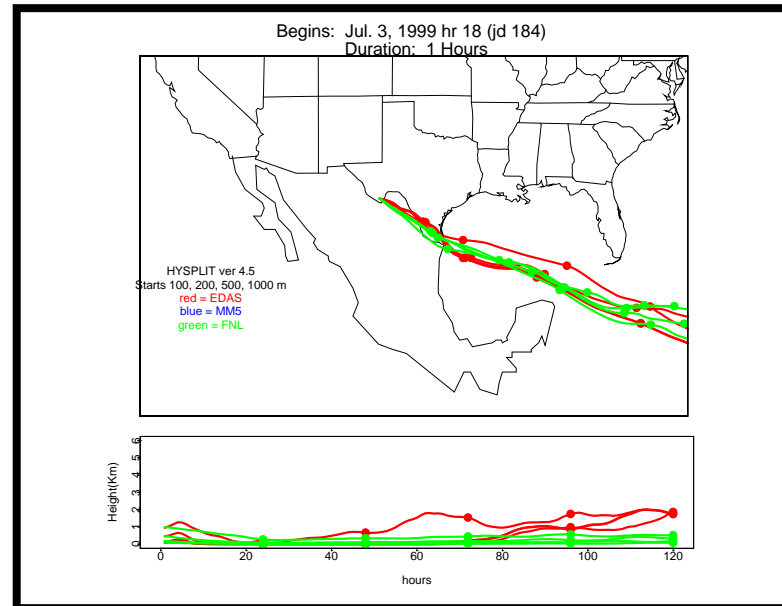 Begins:  Jul. 3, 1999 hr 18 (jd 184)
Duration:  1 Hours
HYSPLIT ver 4.5
Starts 100, 200, 500, 1000 m
red = EDAS
blue = MM5
green = FNL
Height(Km)
6
5
4
3
2
1
0
0 20 40 60 80 100 120
hours